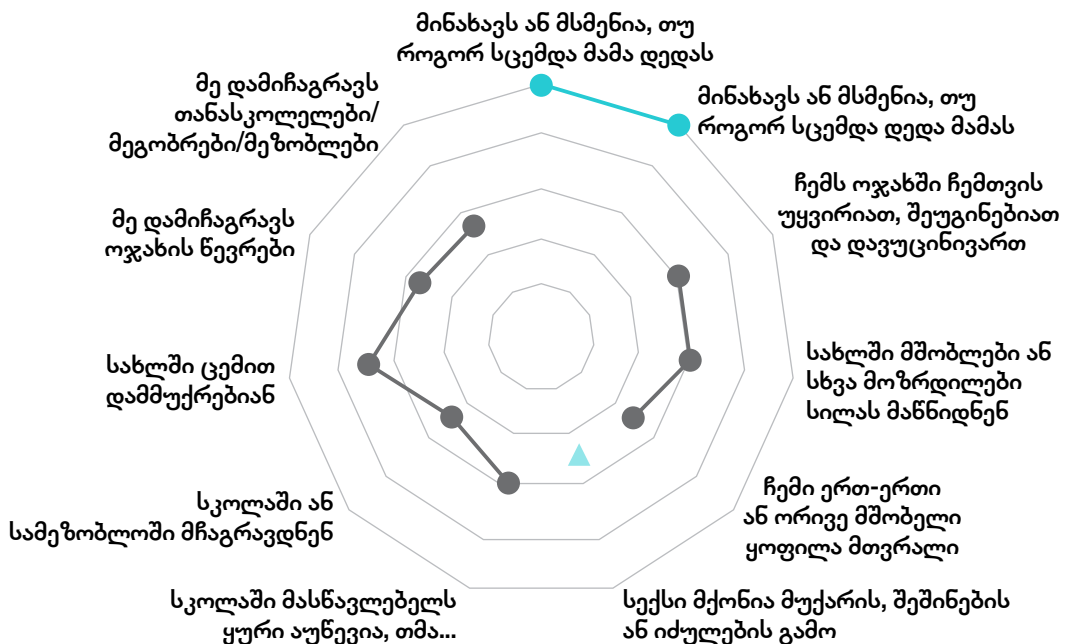 მინახავს ან მსმენია, თუ
როგორ სცემდა მამა დედას
მინახავს ან მსმენია, თუ
როგორ სცემდა დედა მამას
ჩემს ოჯახში ჩემთვის
უყვირიათ, შეუგინებიათ
და დავუცინივართ
სახლში მშობლები ან
სხვა მოზრდილები
სილას მაწნიდნენ
ჩემი ერთ-ერთი
ან ორივე მშობელი
ყოფილა მთვრალი
სექსი მქონია მუქარის, შეშინების
ან იძულების გამო
სკოლაში მასწავლებელს
ყური აუწევია, თმა...
სკოლაში ან
სამეზობლოში მჩაგრავდნენ
სახლში ცემით
დამმუქრებიან
მე დამიჩაგრავს
ოჯახის წევრები
მე დამიჩაგრავს
თანასკოლელები/
მეგობრები/მეზობლები